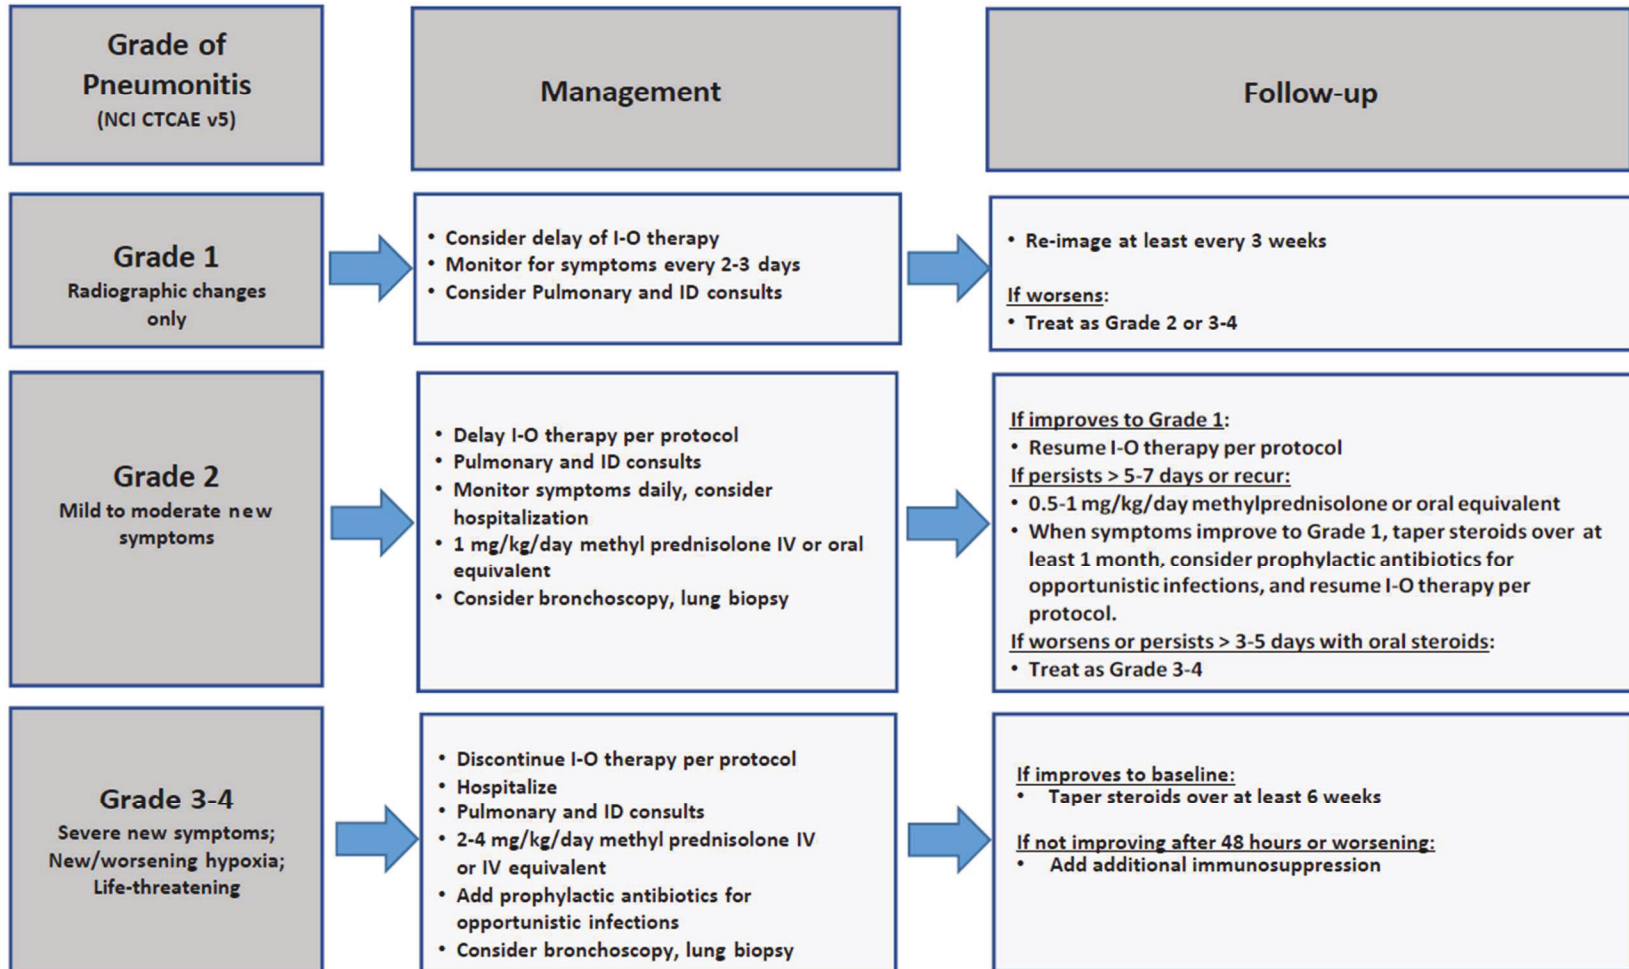 Grade of
Pneumonitis
(NCI CTCAE v5)
Management
Follow-up
Grade 1
Radiographic changes
only
• Consider delay of I-O therapy
• Monitor for symptoms every 2-3 days
• Consider Pulmonary and ID consults
• Re-image at least every 3 weeks
If worsens:
• Treat as Grade 2 or 3-4
Grade 2
Mild to moderate new
symptoms
• Delay I-O therapy per protocol
• Pulmonary and ID consults
• Monitor symptoms daily, consider
hospitalization
• 1 mg/kg/day methyl prednisolone IV or oral
equivalent
• Consider bronchoscopy, lung biopsy
If improves to Grade 1:
• Resume I-O therapy per protocol
If persists > 5-7 days or recur:
• 0.5-1 mg/kg/day methylprednisolone or oral equivalent
• When symptoms improve to Grade 1, taper steroids over at
least 1 month, consider prophylactic antibiotics for
opportunistic infections, and resume I-O therapy per
protocol.
If worsens or persists > 3-5 days with oral steroids:
• Treat as Grade 3-4
Grade 3-4
Severe new symptoms;
New/worsening hypoxia;
Life-threatening
• Discontinue I-O therapy per protocol
• Hospitalize
• Pulmonary and ID consults
• 2-4 mg/kg/day methyl prednisolone IV
or IV equivalent
• Add prophylactic antibiotics for
opportunistic infections
• Consider bronchoscopy, lung biopsy
If improves to baseline:
• Taper steroids over at least 6 weeks
If not improving after 48 hours or worsening:
• Add additional immunosuppression